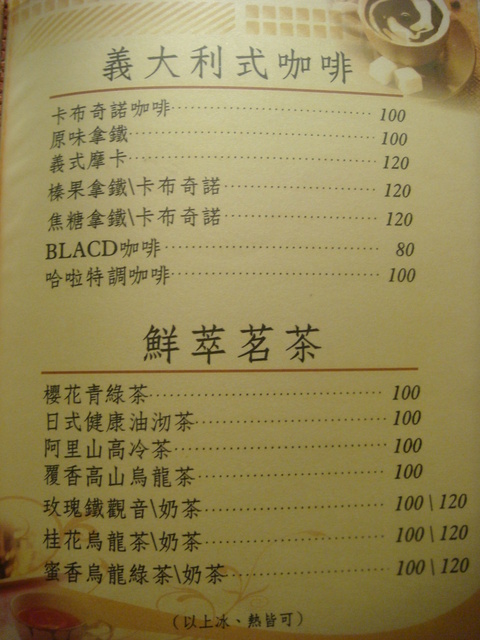 義大利式咖啡
卡布奇諾咖啡 100
原味拿鐵 100
義式摩卡 120
榛果拿鐵\卡布奇諾 120
焦糖拿鐵\卡布奇諾 120
BLACD咖啡 80
哈啦特調咖啡 100
鮮萃茗茶
櫻花青綠茶 100
日式健康油沏茶 100
阿里山高冷茶 100
覆香高山烏龍茶 100
玫瑰鐵觀音\奶茶 100\120
桂花烏龍茶\奶茶 100\120
蜜香烏龍綠茶\奶茶 100\120
(以上冰、熱皆可)